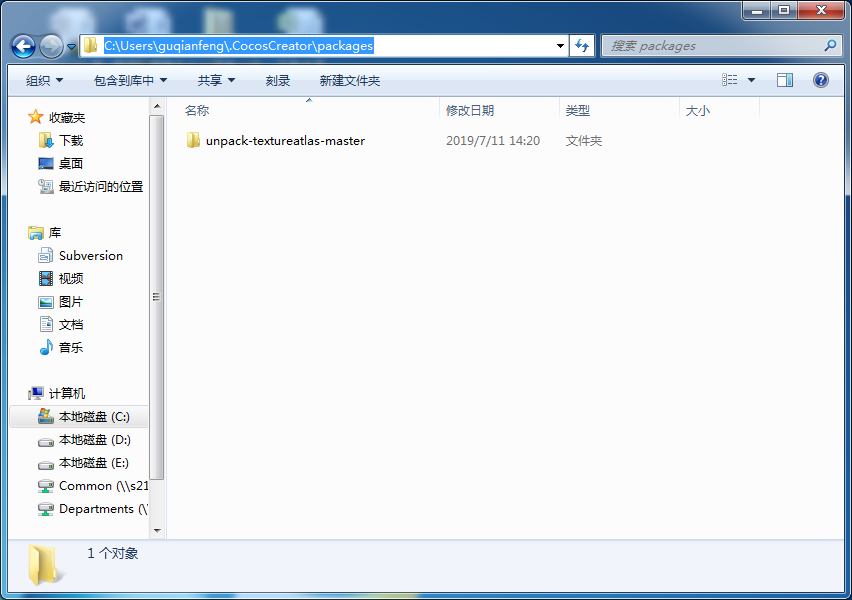 C:\Users\guqianfeng\.CocosCreator\packages
搜索 packages
组织 包含到库中 共享 刻录 新建文件夹
名称 修改日期 类型 大小
unpack-textureatlas-master 2019/7/11 14:20 文件夹
收藏夹
下载
桌面
最近访问的位置
库
Subversion
视频
图片
文档
音乐
计算机
本地磁盘 (C:)
本地磁盘 (D:)
本地磁盘 (E:)
Common (\\s21
Departments (\
1 个对象